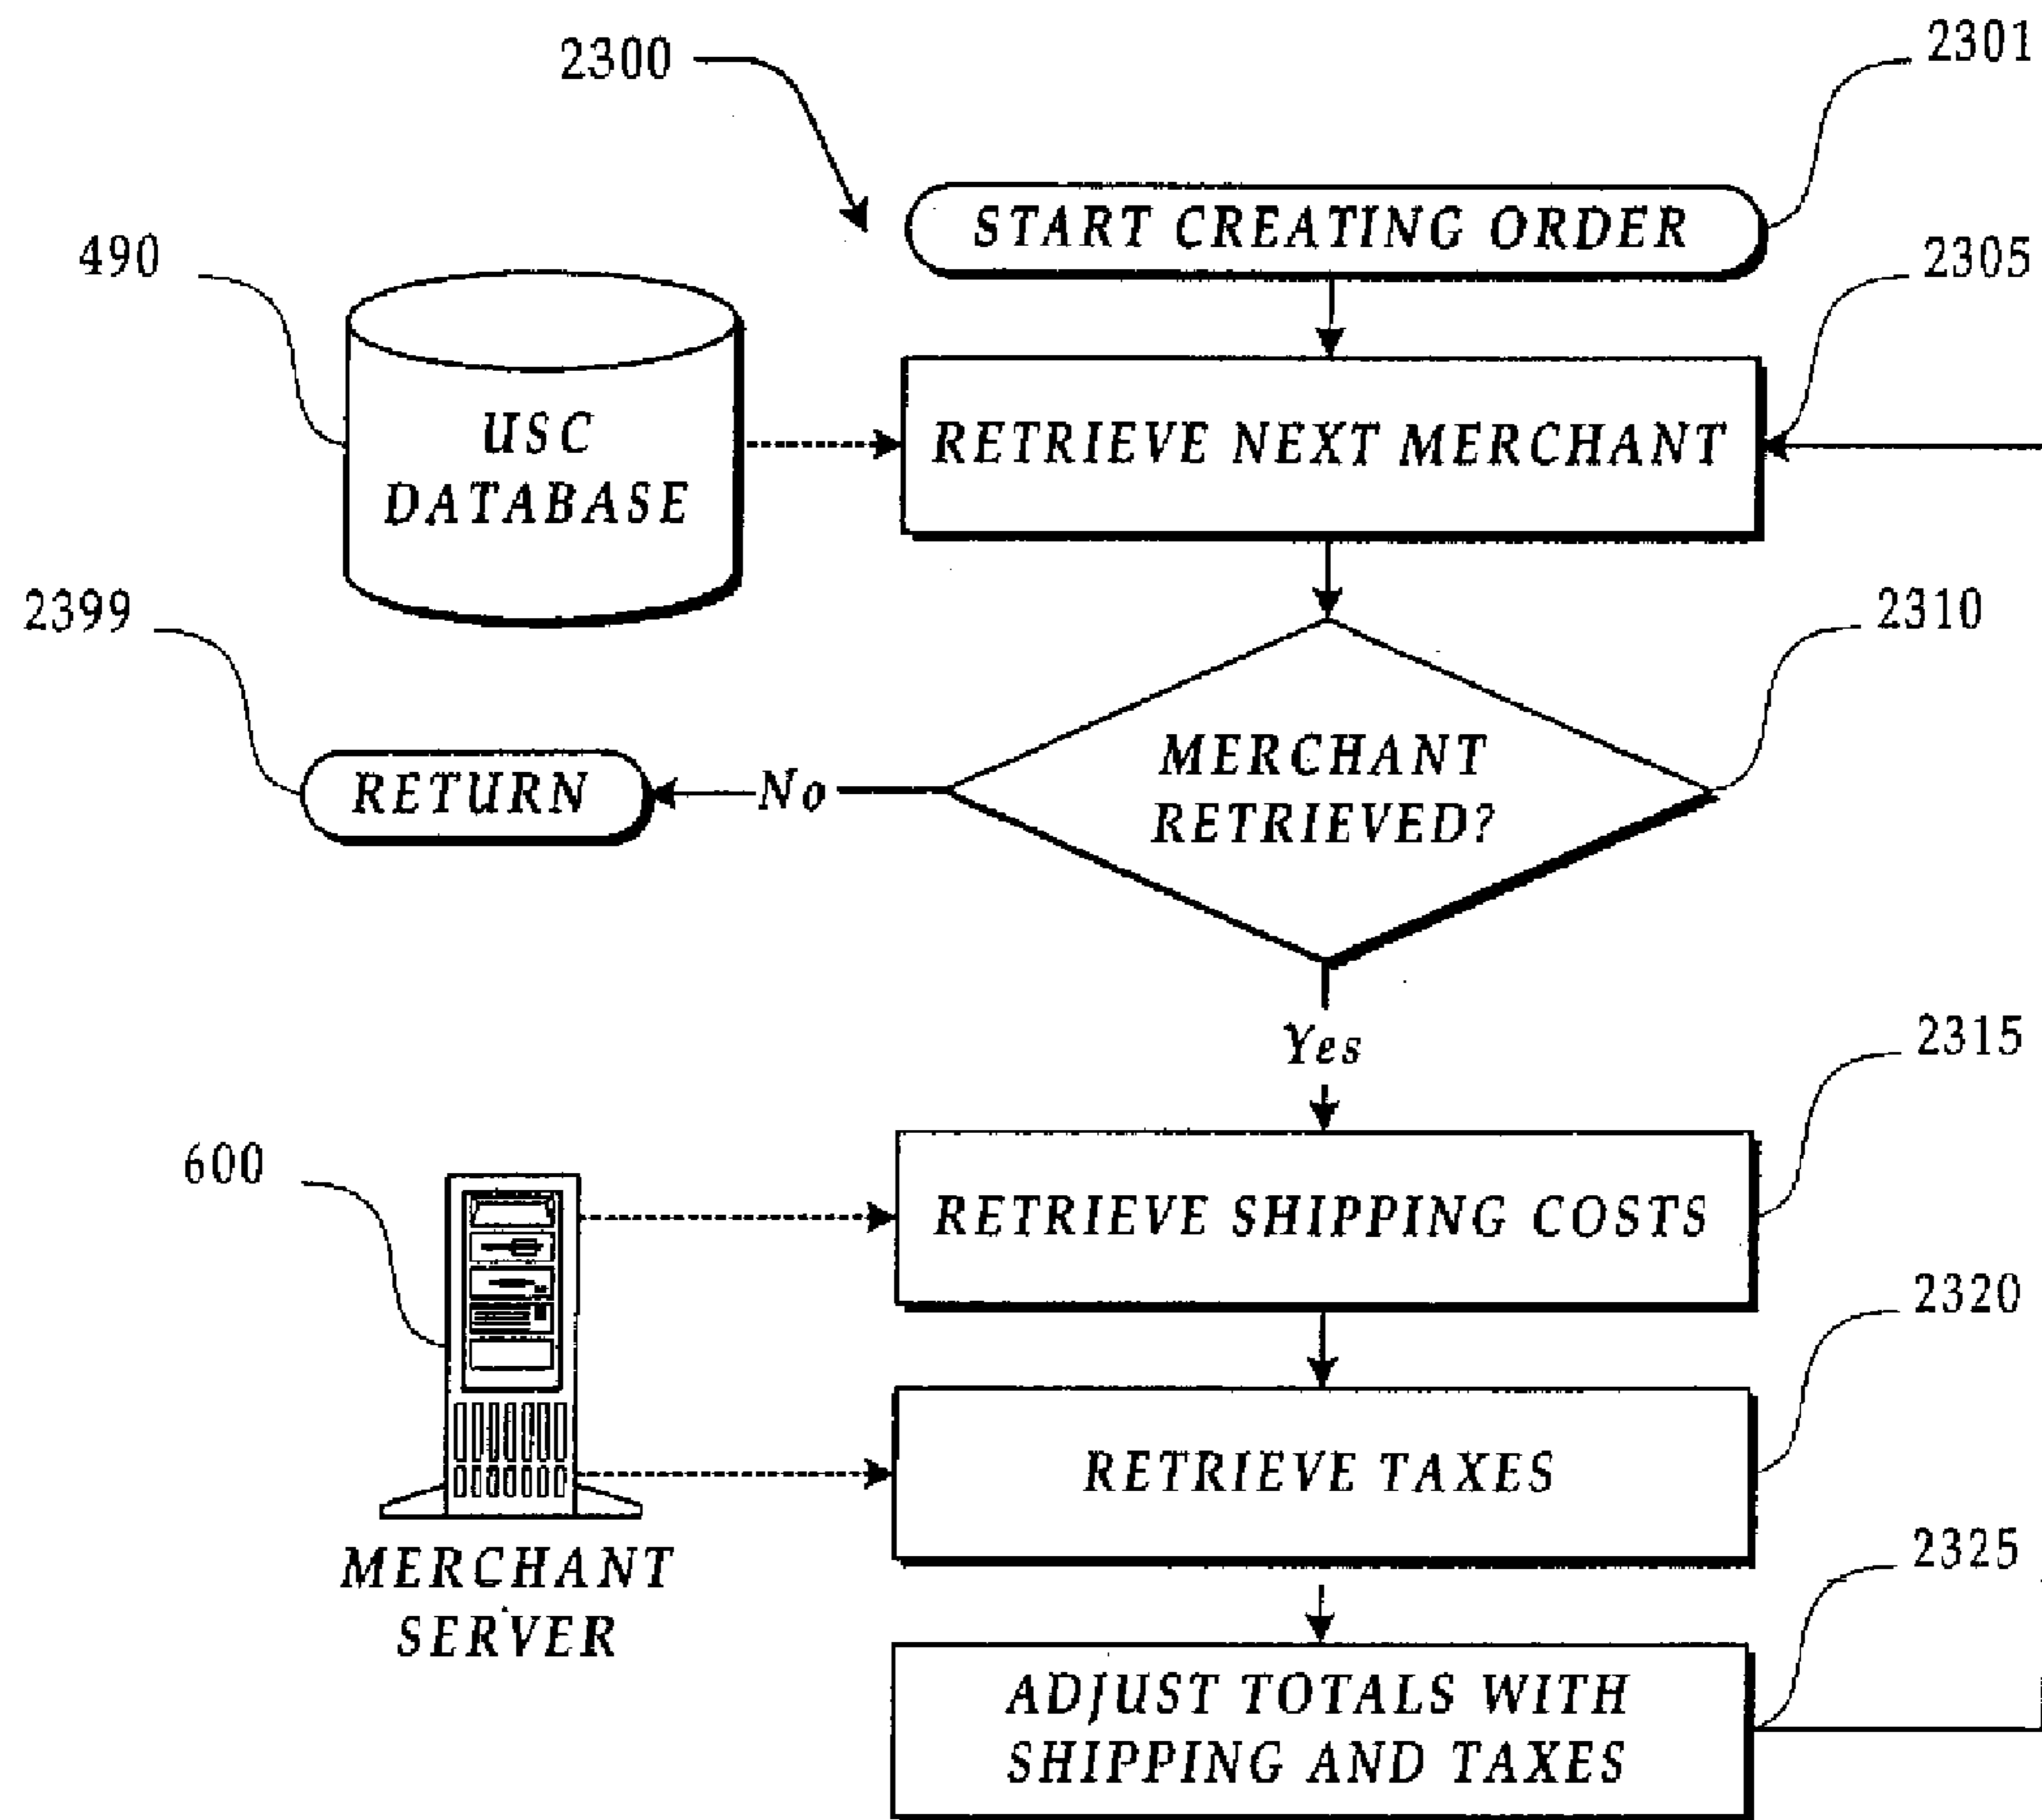 2300
2301
START CREATING ORDER
490
2305
USC
DATABASE
RETRIEVE NEXT MERCHANT
2399
2310
RETURN
No
MERCHANT
RETRIEVED?
Yes
2315
600
RETRIEVE SHIPPING COSTS
2320
RETRIEVE TAXES
2325
MERCHANT
SERVER
ADJUST TOTALS WITH
SHIPPING AND TAXES